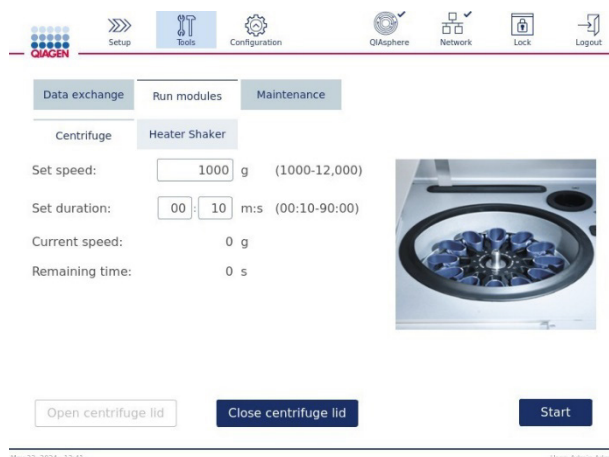 QIAGEN
Setup
Tools
Configuration
QIAsphere
Network
Lock
Logout
Data exchange
Run modules
Maintenance
Centrifuge
Heater Shaker
Set speed: 1000 g (1000-12,000)
Set duration: 00 : 10 m:s (00:10-90:00)
Current speed: 0 g
Remaining time: 0 s
Open centrifuge lid
Close centrifuge lid
Start